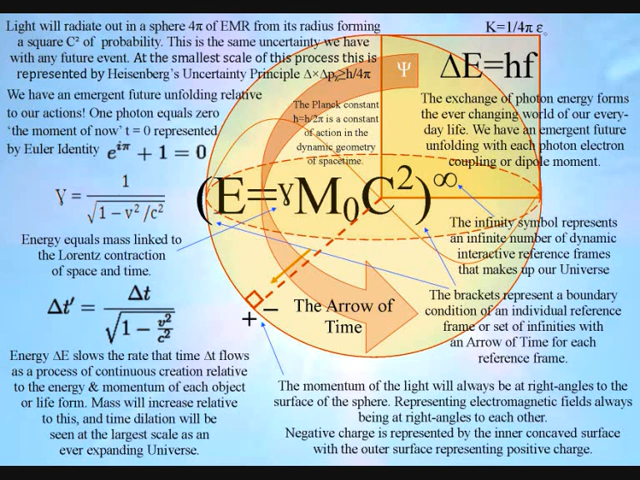 Light will radiate out in a sphere 4π of EMR from its radius forming
a square C² of probability. This is the same uncertainty we have
with any future event. At the smallest scale of this process this is
represented by Heisenberg's Uncertainty Principle Δ×Δpₓ≥h/4π
We have an emergent future unfolding relative
to our actions! One photon equals zero
'the moment of now' t = 0 represented
by Euler Identity e^{iπ} + 1 = 0
γ = 1 / √(1 − v²/c²)
Energy equals mass linked to
the Lorentz contraction
of space and time.
Δt′ = Δt / √(1 − v²/c²)
Energy ΔE slows the rate that time Δt flows
as a process of continuous creation relative
to the energy & momentum of each object
or life form. Mass will increase relative
to this, and time dilation will be
seen at the largest scale as an
ever expanding Universe.
The Planck constant
h=h/2π is a constant
of action in the
dynamic geometry
of spacetime.
Ψ
(E=γM₀C²)^∞
The Arrow of
Time
+ −
K=1/4π ε₀
ΔE=hf
The exchange of photon energy forms
the ever changing world of our every-
day life. We have an emergent future
unfolding with each photon electron
coupling or dipole moment.
The infinity symbol represents
an infinite number of dynamic
interactive reference frames
that makes up our Universe
The brackets represent a boundary
condition of an individual reference
frame or set of infinities with
an Arrow of Time for each
reference frame.
The momentum of the light will always be at right-angles to the
surface of the sphere. Representing electromagnetic fields always
being at right-angles to each other.
Negative charge is represented by the inner concaved surface
with the outer surface representing positive charge.